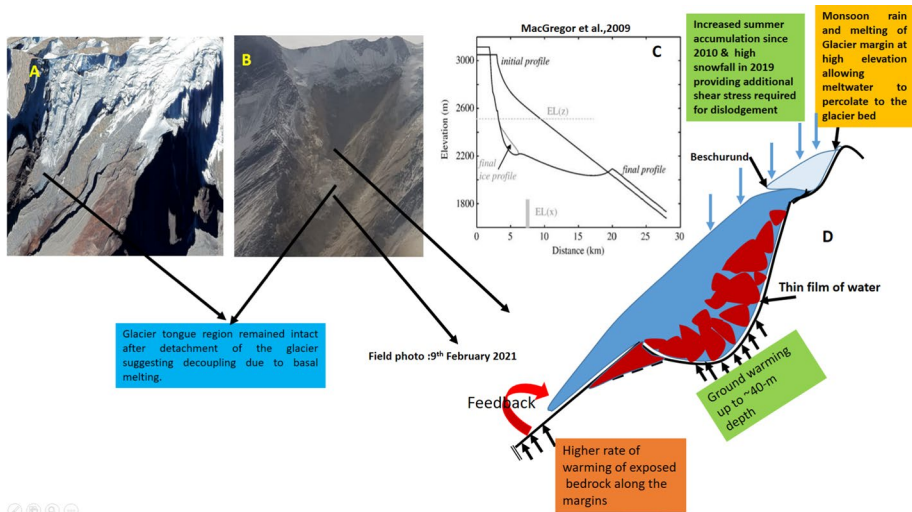 MacGregor et al.,2009
A
B
C
Elevation (m)
3000
2600
2200
1800
initial profile
EL(z)
final
ice profile
final profile
EL(x)
0
5
10
15
20
25
30
Distance (km)
Increased summer
accumulation since
2010 & high
snowfall in 2019
providing additional
shear stress required
for dislodgement
Monsoon rain
and melting of
Glacier margin at
high elevation
allowing
meltwater to
percolate to the
glacier bed
Beschurund
D
Thin film of water
Glacier tongue region remained intact
after detachment of the glacier
suggesting decoupling due to basal
melting.
Field photo :9th February 2021
Ground warming
up to ~40-m
depth
Feedback
Higher rate of
warming of exposed
bedrock along the
margins